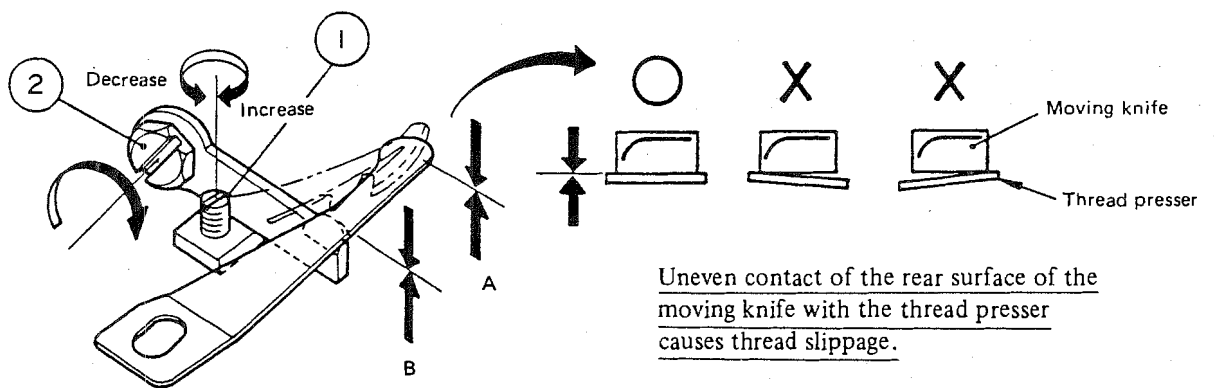 1
2
Decrease
Increase
A
B
O X X
Moving knife
Thread presser
Uneven contact of the rear surface of the
moving knife with the thread presser
causes thread slippage.